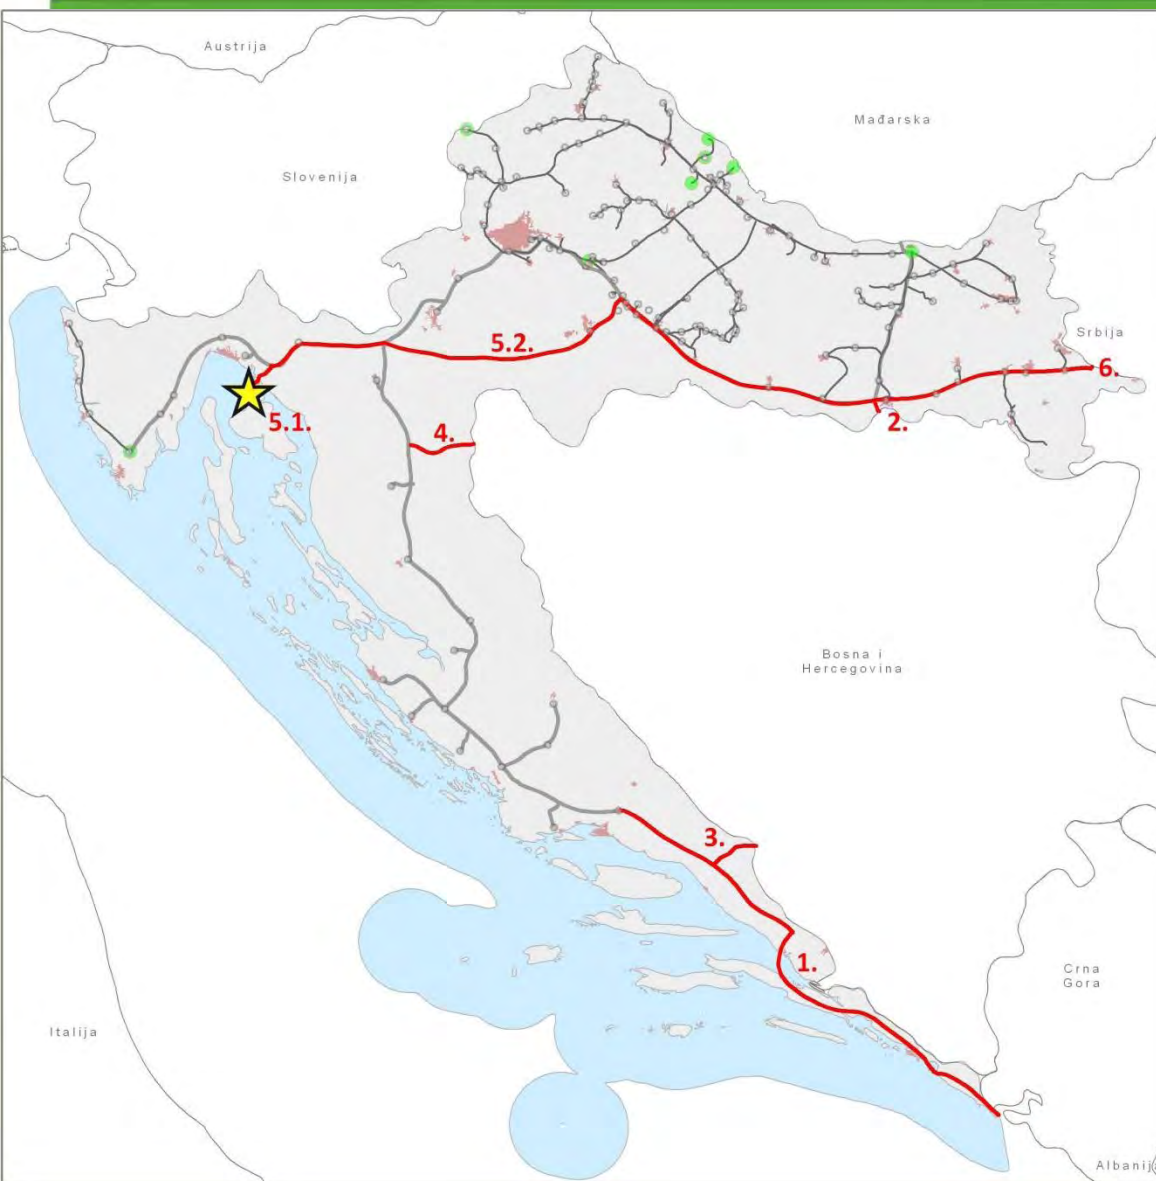 Austrija
Mađarska
Slovenija
Srbija
5.2.
6.
5.1.
2.
4.
Bosna i
Hercegovina
3.
1.
Crna
Gora
Italija
Albanij